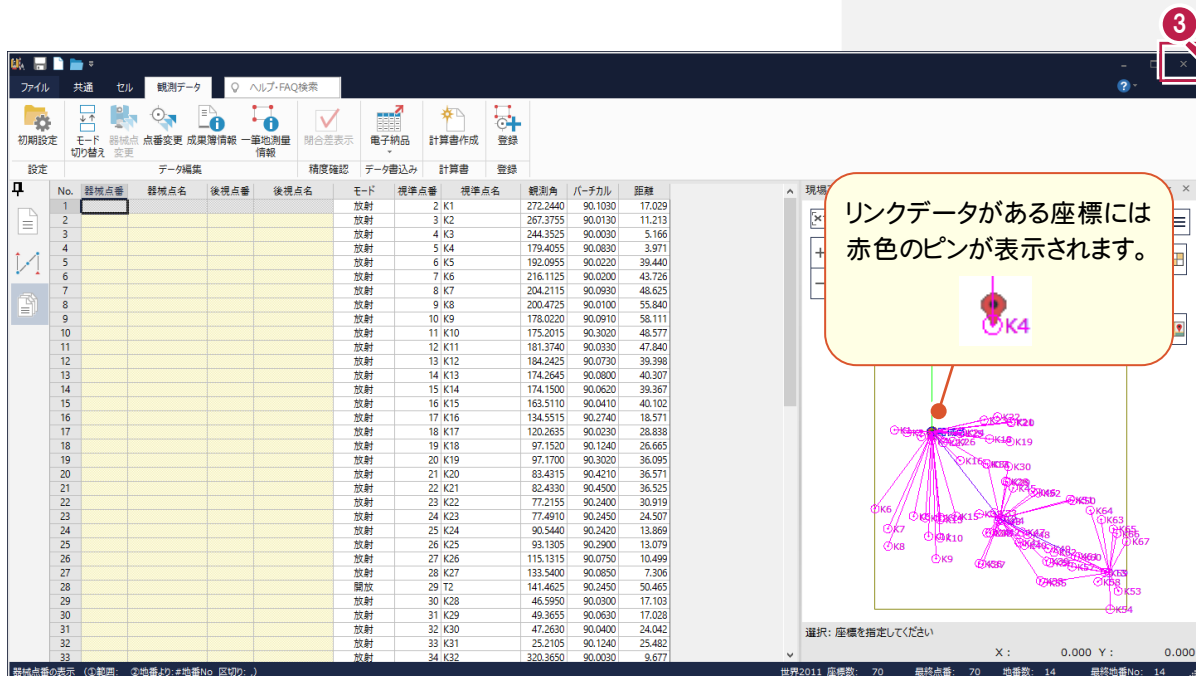 3
ファイル 共通 セル 観測データ ヘルプ・FAQ検索 ?
初期設定 モード 器械点 点番変更 成果簿情報 一筆地測量 閉合差表示 電子納品 計算書作成 登録
切り替え 変更 情報
設定 データ編集 精度確認 データ書込み 計算書 登録
No. 器械点番 器械点名 後視点番 後視点名 モード 視準点番 視準点名 観測角 バーチカル 距離
1 放射 2 K1 272.2440 90.1030 17.029
2 放射 3 K2 267.3755 90.0130 11.213
3 放射 4 K3 244.3525 90.0030 5.166
4 放射 5 K4 179.4055 90.0830 3.971
5 放射 6 K5 192.0955 90.0220 39.440
6 放射 7 K6 216.1125 90.0200 43.726
7 放射 8 K7 204.2115 90.0930 48.625
8 放射 9 K8 200.4725 90.0100 55.840
9 放射 10 K9 178.0220 90.0910 58.111
10 放射 11 K10 175.2015 90.3020 48.577
11 放射 12 K11 181.3740 90.0330 47.840
12 放射 13 K12 184.2425 90.0730 39.398
13 放射 14 K13 174.2645 90.0800 40.307
14 放射 15 K14 174.1500 90.0620 39.367
15 放射 16 K15 163.5110 90.0410 40.102
16 放射 17 K16 134.5515 90.2740 18.571
17 放射 18 K17 120.2635 90.0230 28.838
18 放射 19 K18 97.1520 90.1240 26.665
19 放射 20 K19 97.1700 90.3020 36.095
20 放射 21 K20 83.4315 90.4210 36.571
21 放射 22 K21 82.4330 90.4500 36.525
22 放射 23 K22 77.2155 90.2400 30.919
23 放射 24 K23 77.4910 90.2450 24.507
24 放射 25 K24 90.5440 90.2420 13.869
25 放射 26 K25 93.1305 90.2900 13.079
26 放射 27 K26 115.1315 90.0750 10.499
27 放射 28 K27 133.5400 90.0850 7.306
28 開放 29 T2 141.4625 90.2450 50.465
29 放射 30 K28 46.5950 90.0300 17.103
30 放射 31 K29 49.3655 90.0630 17.028
31 放射 32 K30 47.2630 90.0400 24.042
32 放射 33 K31 25.2105 90.1240 25.482
33 放射 34 K32 320.3650 90.0030 9.677
現場
リンクデータがある座標には
赤色のピンが表示されます。
K4
K19
K30
K16
K64
K63
K6
K15
K7
K67
K8
K9
K53
K54
選択: 座標を指定してください
X : 0.000 Y : 0.000
器械点番の表示 (①範囲: ②地番より:#地番No 区切り: ,) 世界2011 座標数: 70 最終点番: 70 地番数: 14 最終地番No: 14